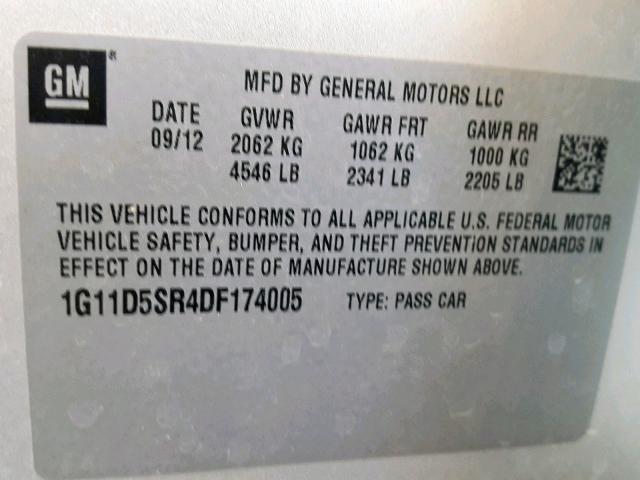 GM®
MFD BY GENERAL MOTORS LLC
DATE GVWR GAWR FRT GAWR RR
09/12 2062 KG 1062 KG 1000 KG
4546 LB 2341 LB 2205 LB
THIS VEHICLE CONFORMS TO ALL APPLICABLE U.S. FEDERAL MOTOR
VEHICLE SAFETY, BUMPER, AND THEFT PREVENTION STANDARDS IN
EFFECT ON THE DATE OF MANUFACTURE SHOWN ABOVE.
1G11D5SR4DF174005 TYPE: PASS CAR